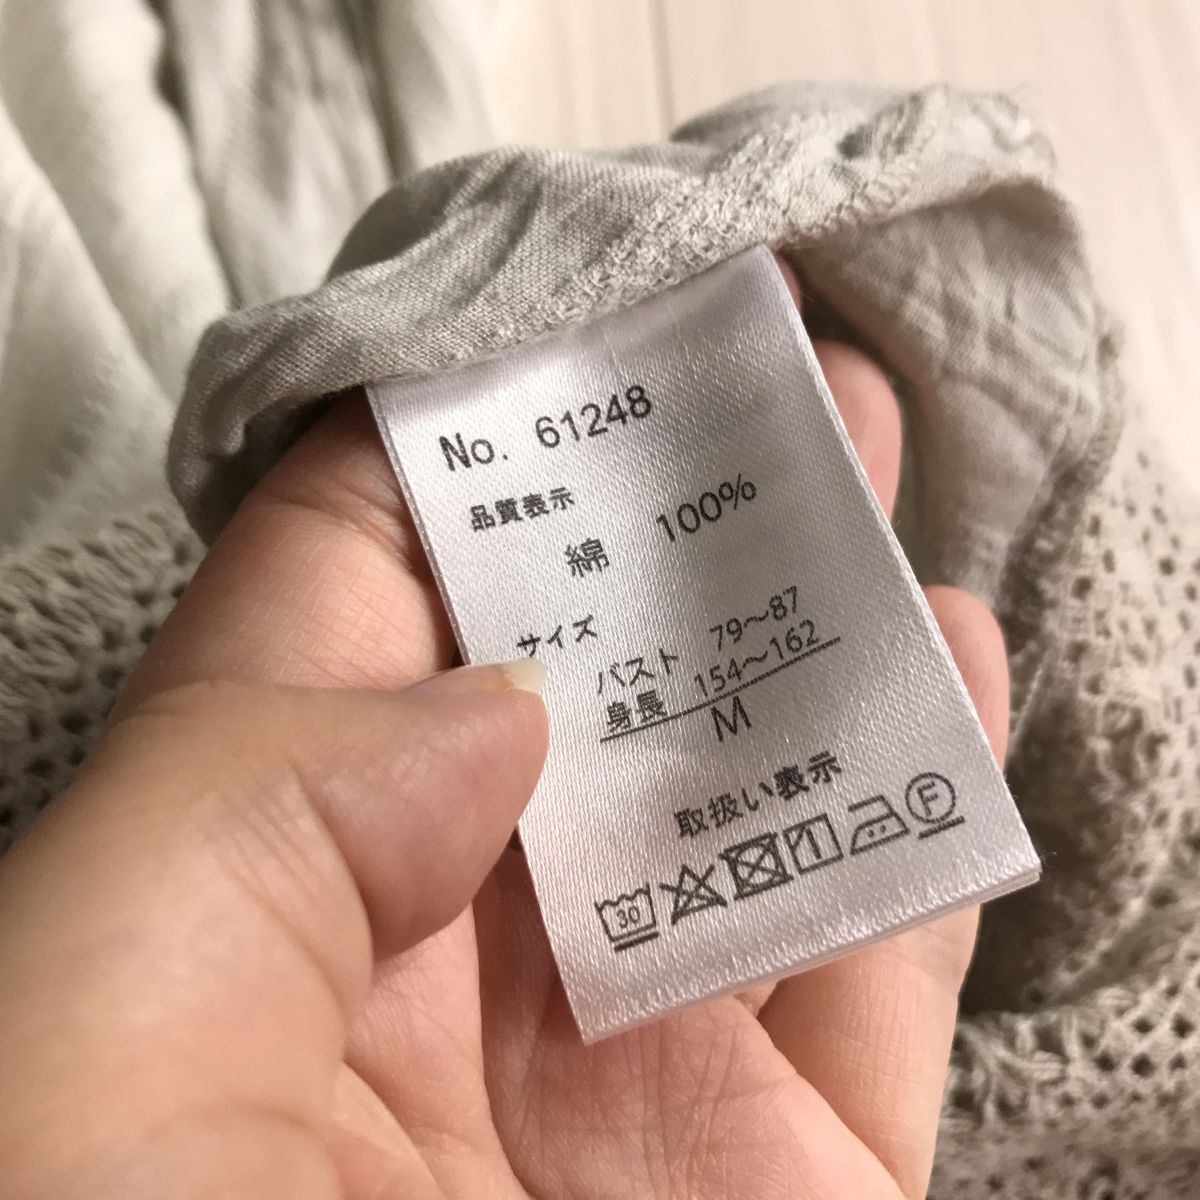 No. 61248
品質表示
綿 100%
サイズ
バスト 79～87
身長 154～162
M
取扱い表示
30 1 F